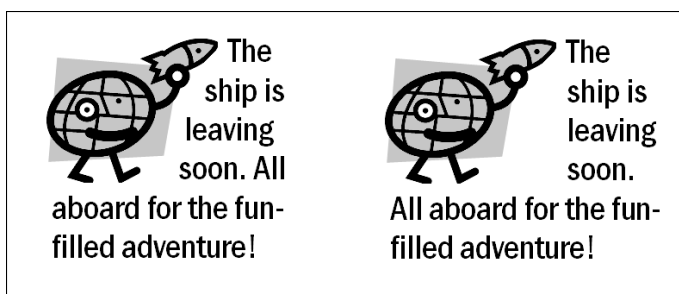 The
ship is
leaving
soon. All
aboard for the fun-
filled adventure!
The
ship is
leaving
soon.
All aboard for the fun-
filled adventure!